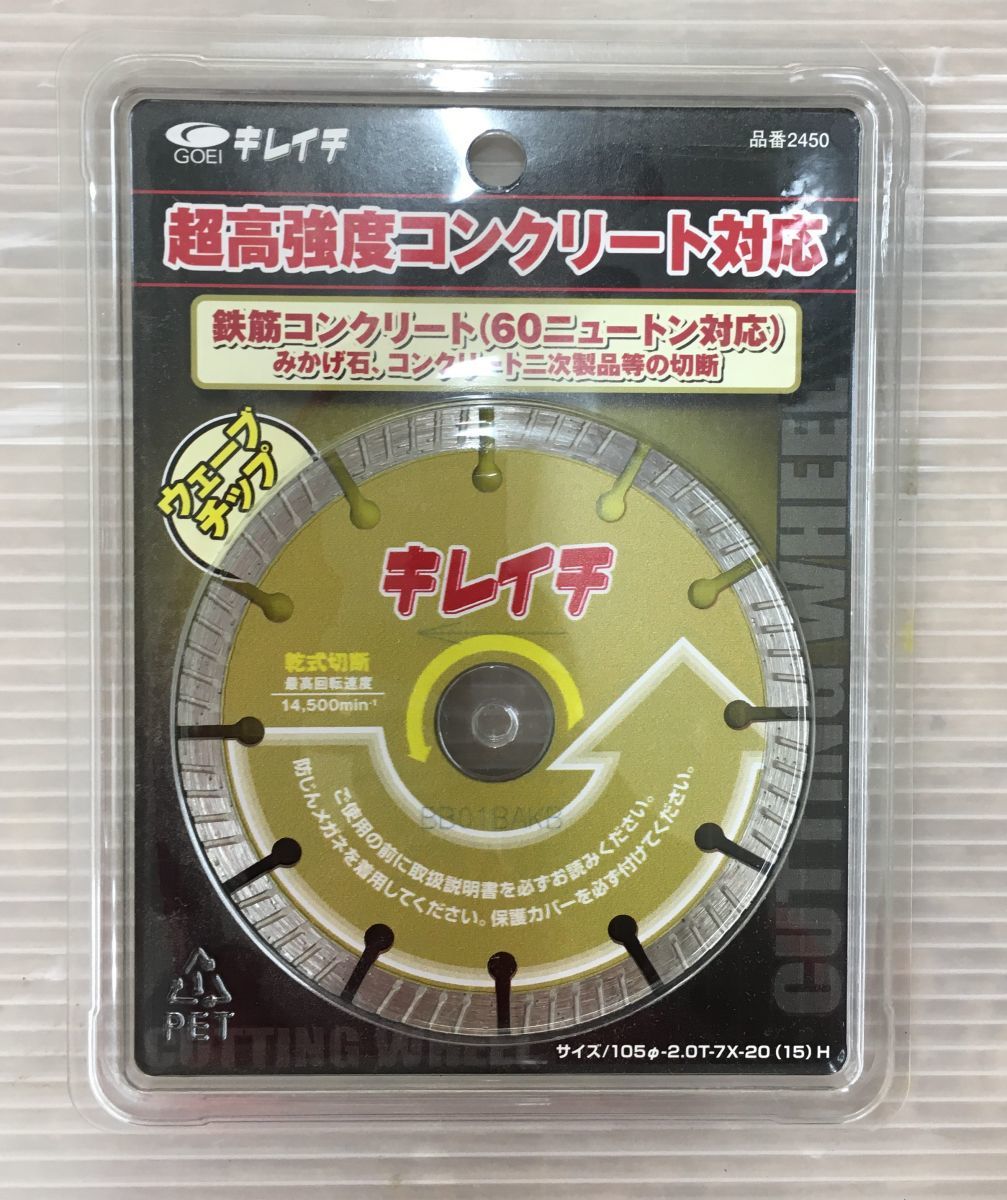 GOEI キレイチ
品番2450
超高強度コンクリート対応
鉄筋コンクリート(60ニュートン対応)
みかげ石、コンクリート二次製品等の切断
ウェーブ
チップ
キレイチ
乾式切断
最高回転速度
14,500min-1
BB01BAKB
ご使用の前に取扱説明書を必ずお読みください。
防じんメガネを着用してください。保護カバーを必ず付けてください。
CUTTING WHEEL
PET
CUTTING WHEEL
サイズ/105φ-2.0T-7X-20(15)H